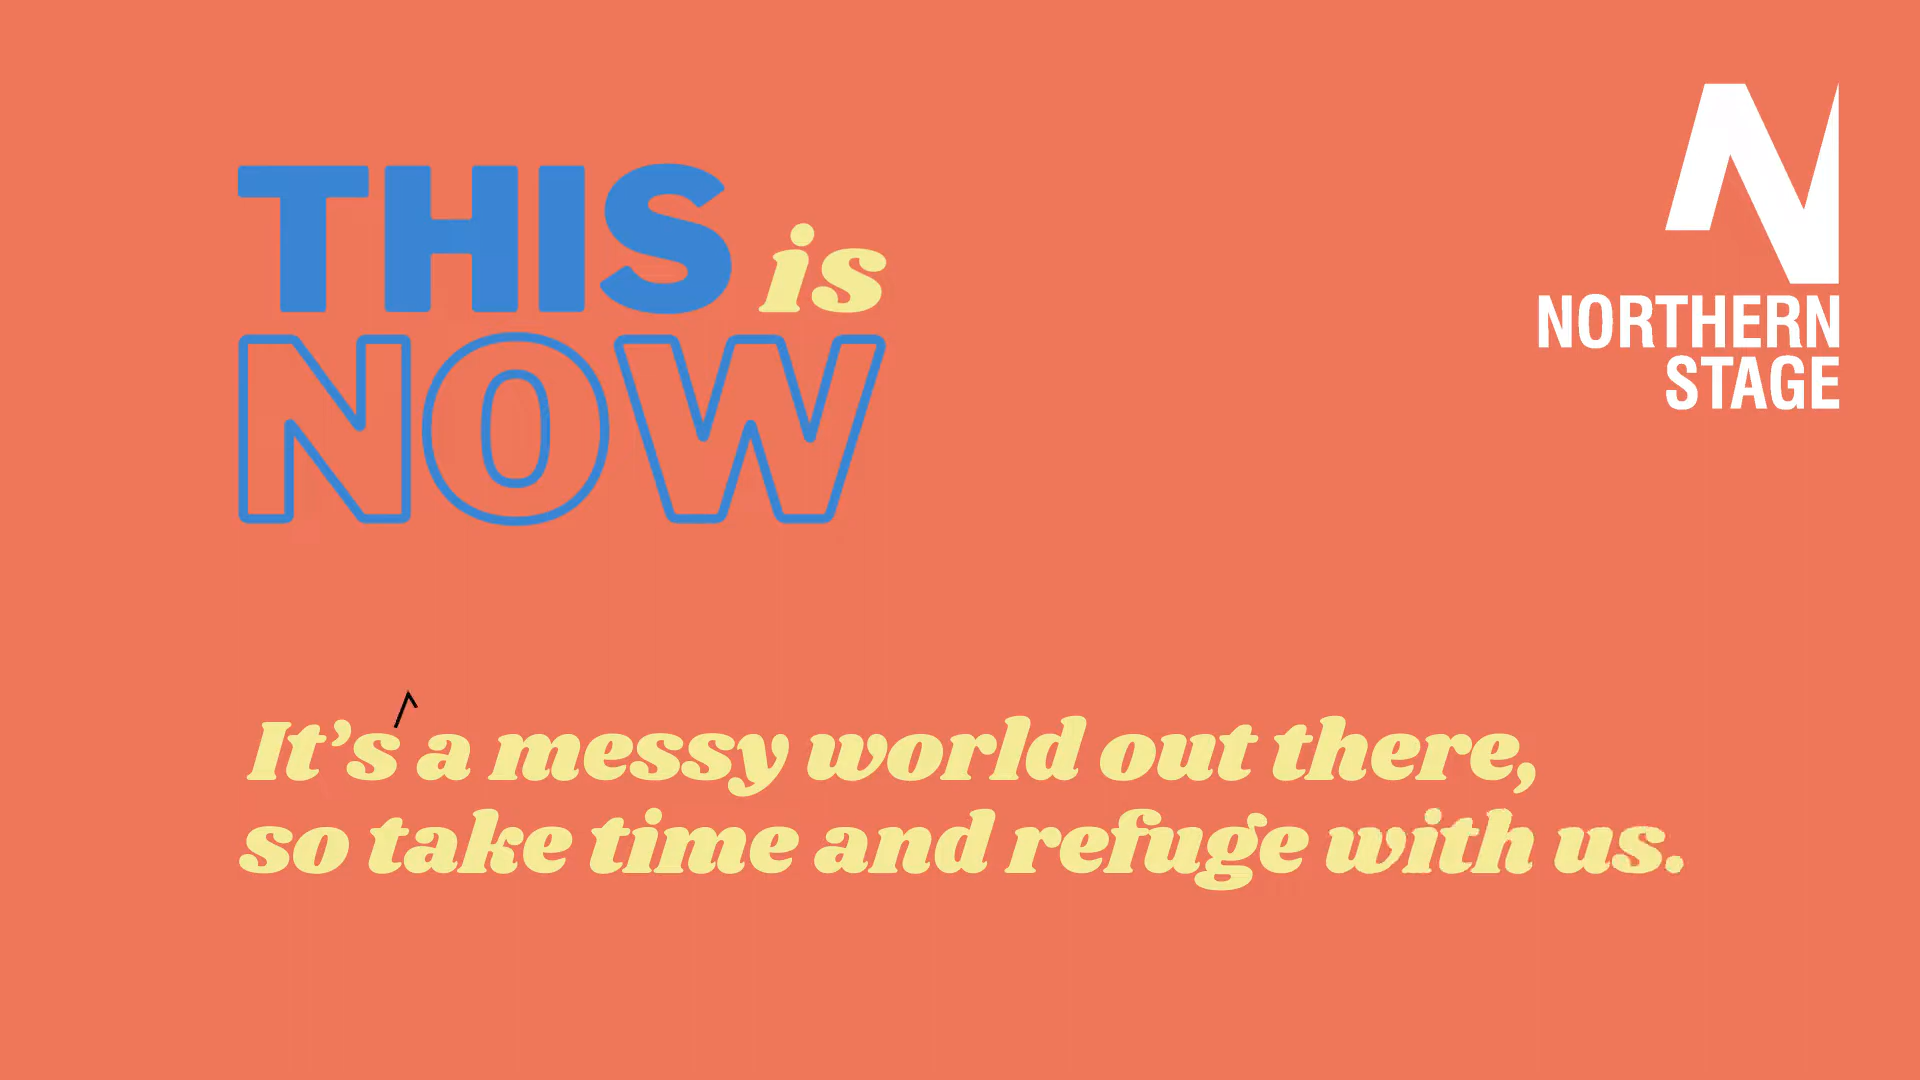 THIS is
NOW
NORTHERN
STAGE
It’s a messy world out there,
so take time and refuge with us.